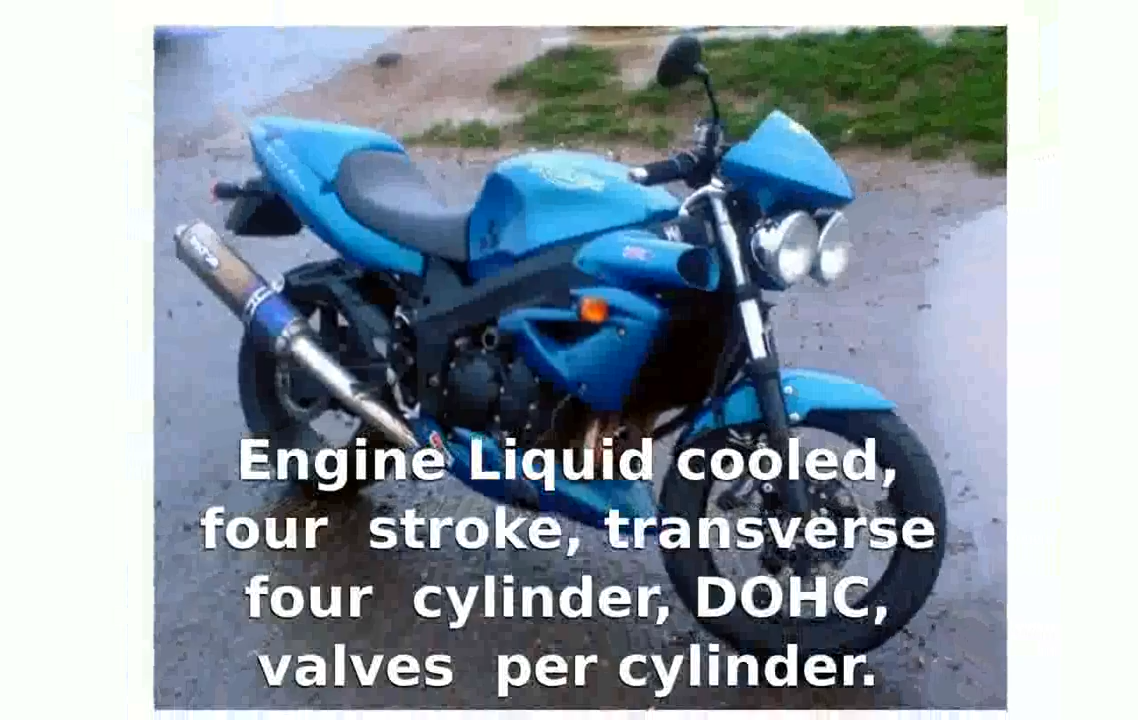 Engine Liquid cooled,
four stroke, transverse
four cylinder, DOHC,
valves per cylinder.